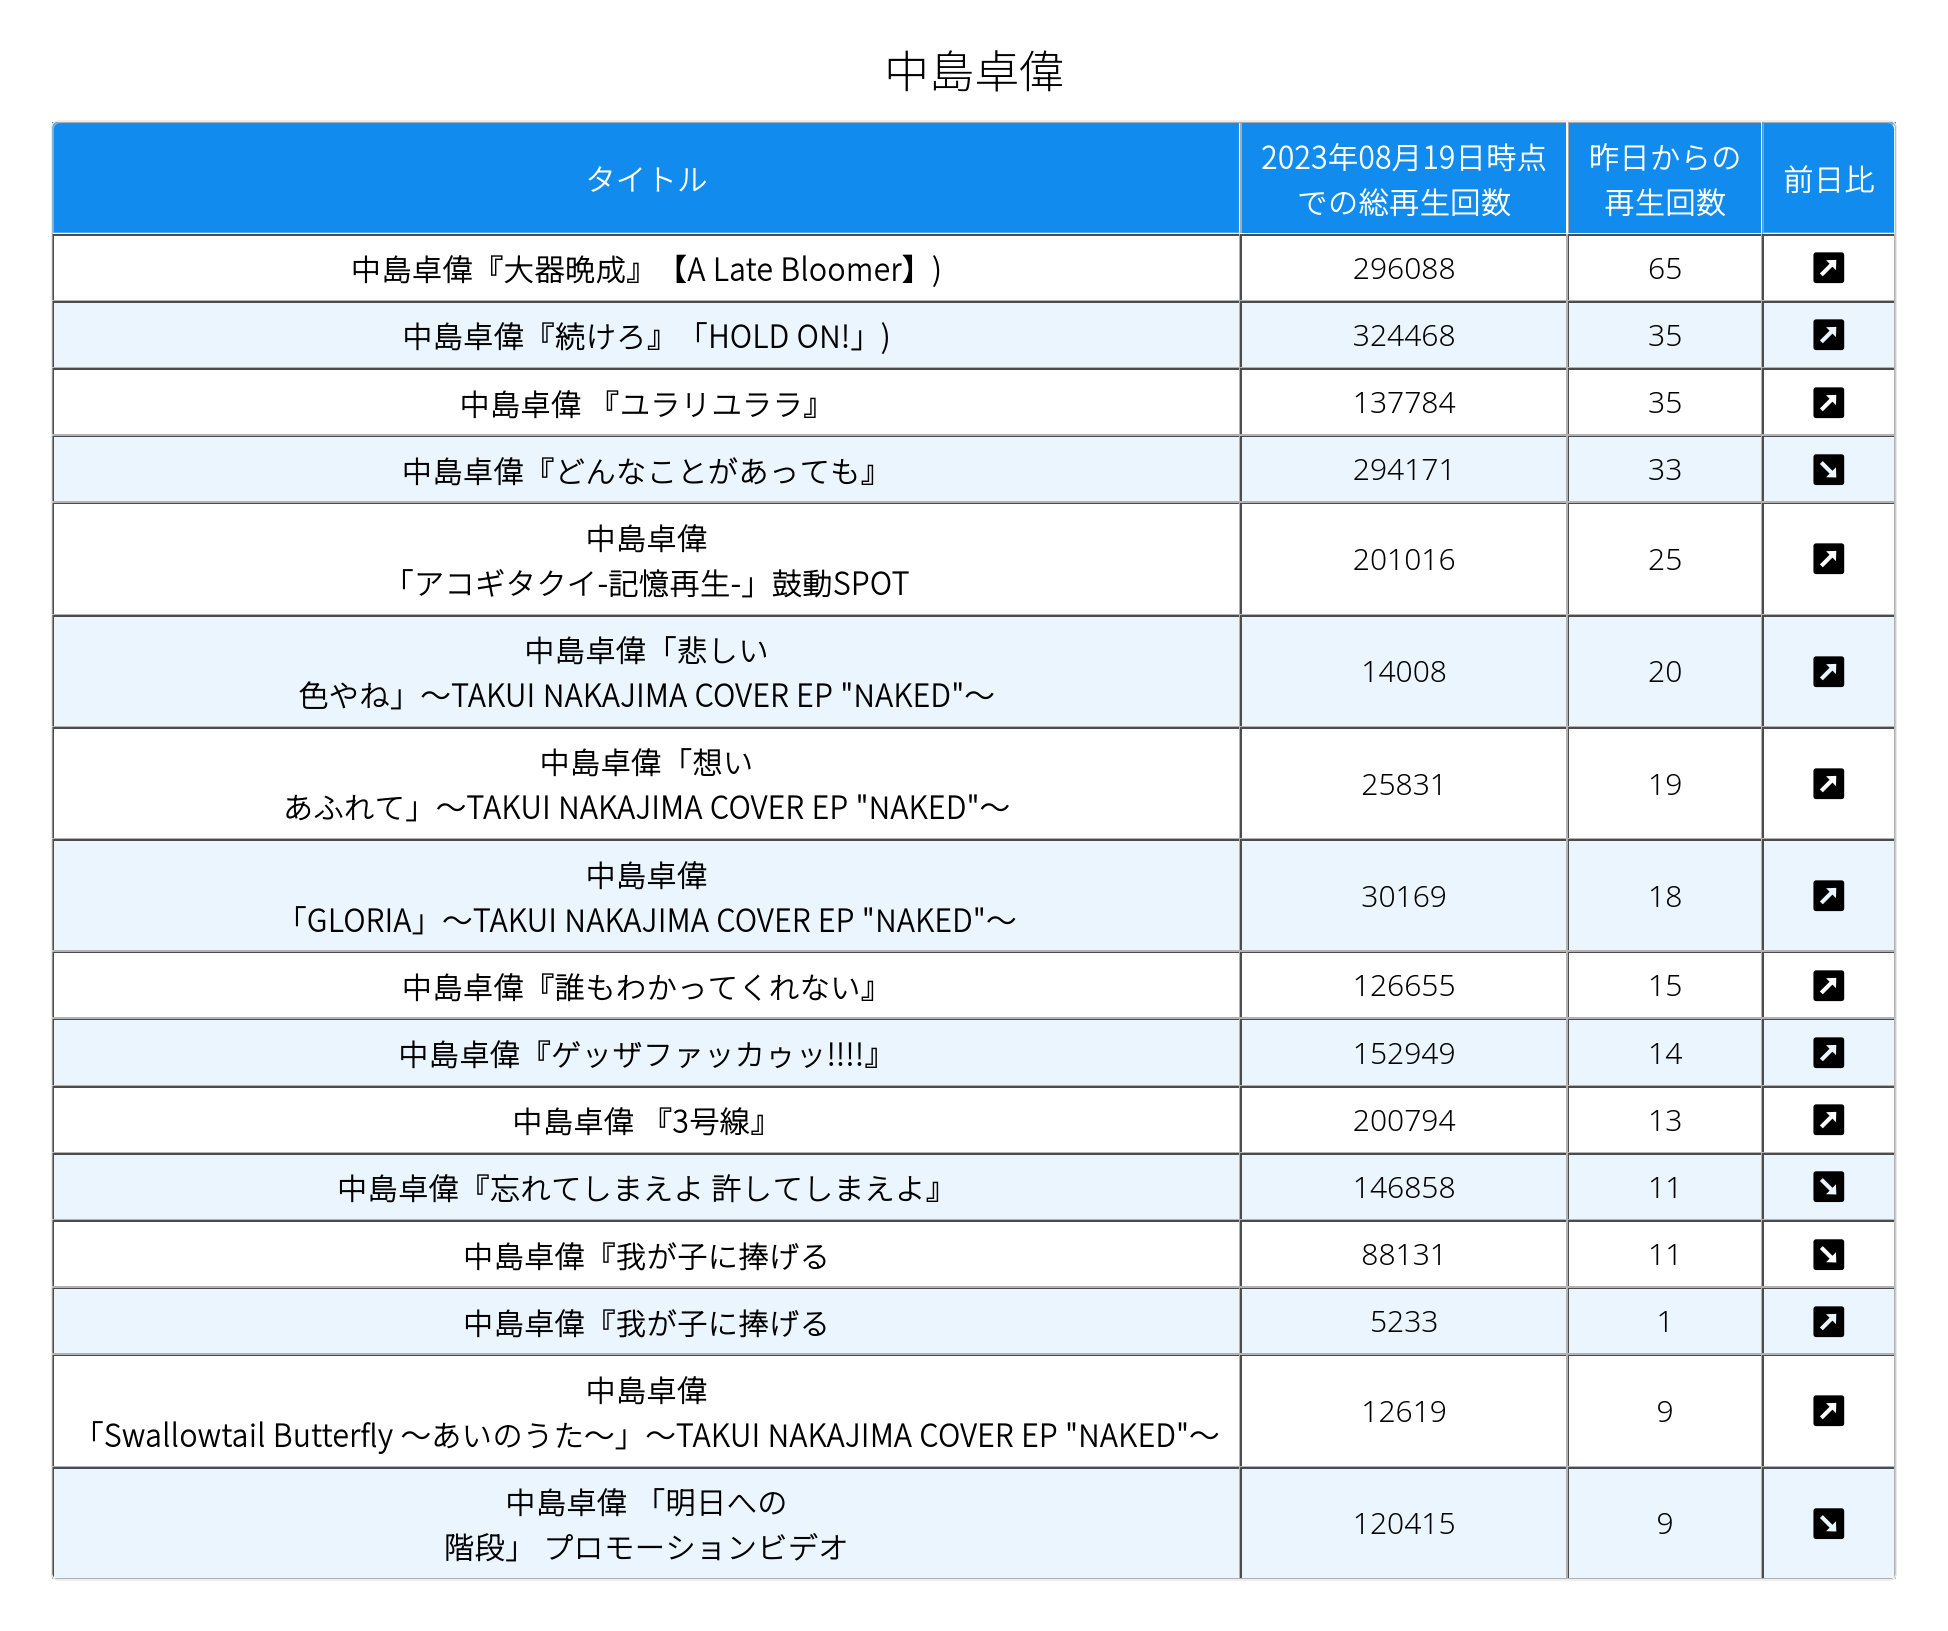 中島卓偉
タイトル
2023年08月19日時点
での総再生回数
昨日からの
再生回数
前日比
中島卓偉『大器晩成』【A Late Bloomer】)
296088
65
中島卓偉『続けろ』「HOLD ON!」)
324468
35
中島卓偉 『ユラリユララ』
137784
35
中島卓偉『どんなことがあっても』
294171
33
中島卓偉
「アコギタクイ-記憶再生-」鼓動SPOT
201016
25
中島卓偉「悲しい
色やね」～TAKUI NAKAJIMA COVER EP "NAKED"～
14008
20
中島卓偉「想い
あふれて」～TAKUI NAKAJIMA COVER EP "NAKED"～
25831
19
中島卓偉
「GLORIA」～TAKUI NAKAJIMA COVER EP "NAKED"～
30169
18
中島卓偉『誰もわかってくれない』
126655
15
中島卓偉『ゲッザファッカゥッ!!!!』
152949
14
中島卓偉 『3号線』
200794
13
中島卓偉『忘れてしまえよ 許してしまえよ』
146858
11
中島卓偉『我が子に捧げる
88131
11
中島卓偉『我が子に捧げる
5233
1
中島卓偉
「Swallowtail Butterfly ～あいのうた～」～TAKUI NAKAJIMA COVER EP "NAKED"～
12619
9
中島卓偉 「明日への
階段」 プロモーションビデオ
120415
9